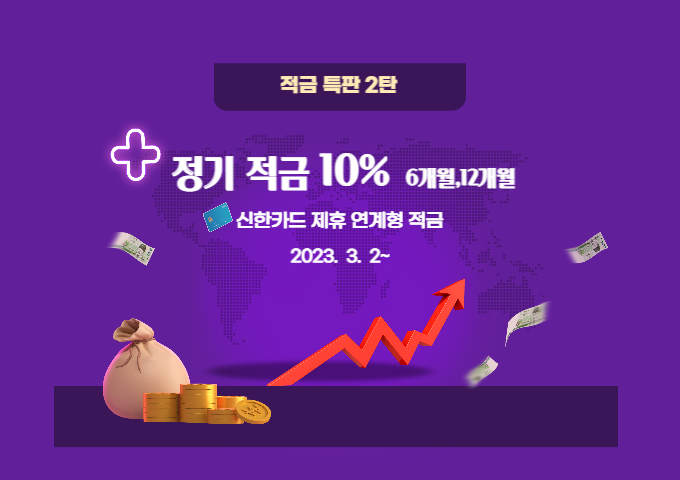 적금 특판 2탄
정기 적금 10% 6개월,12개월
신한카드 제휴 연계형 적금
2023. 3. 2~